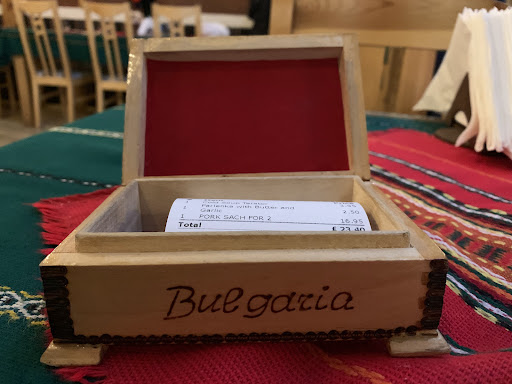 1 Parlenka with Butter and
Garlic 2.50
1 PORK SACH FOR 2 16.95
Total £ 23.40
Bulgaria